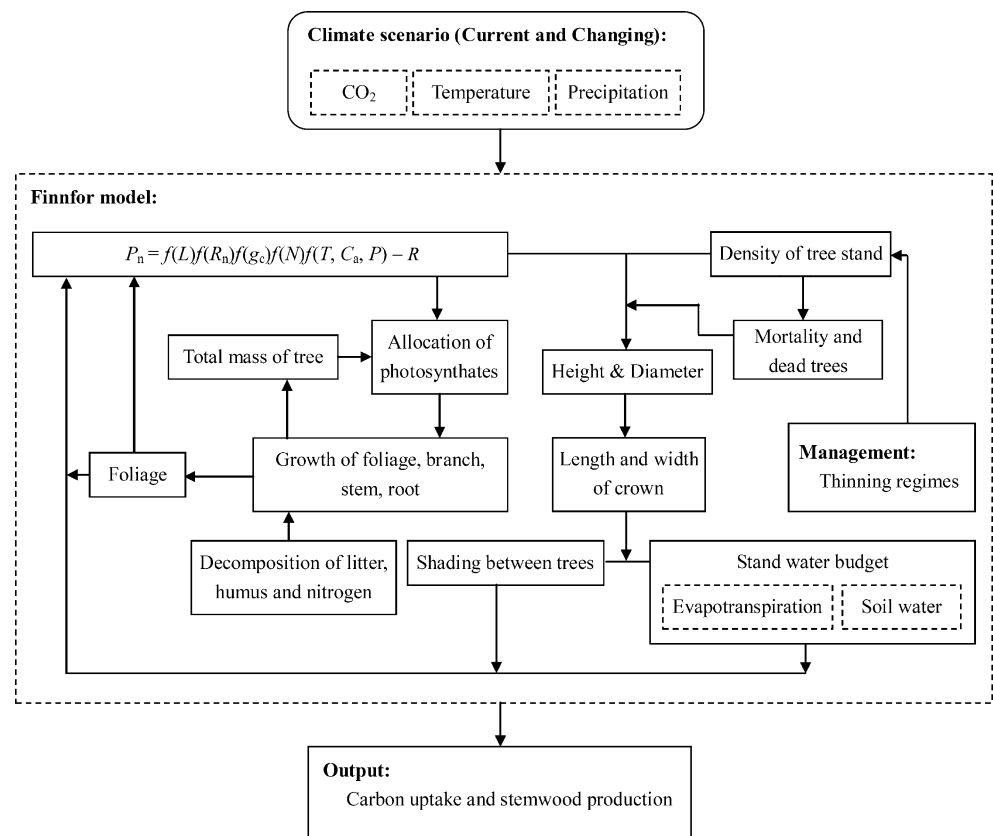 Climate scenario (Current and Changing):
CO₂
Temperature
Precipitation
Finnfor model:
Pₙ = f(L)f(Rₙ)f(g_c)f(N)f(T, Cₐ, P) – R
Density of tree stand
Total mass of tree
Allocation of
photosynthates
Height & Diameter
Mortality and
dead trees
Foliage
Growth of foliage, branch,
stem, root
Length and width
of crown
Management:
Thinning regimes
Decomposition of litter,
humus and nitrogen
Shading between trees
Stand water budget
Evapotranspiration
Soil water
Output:
Carbon uptake and stemwood production